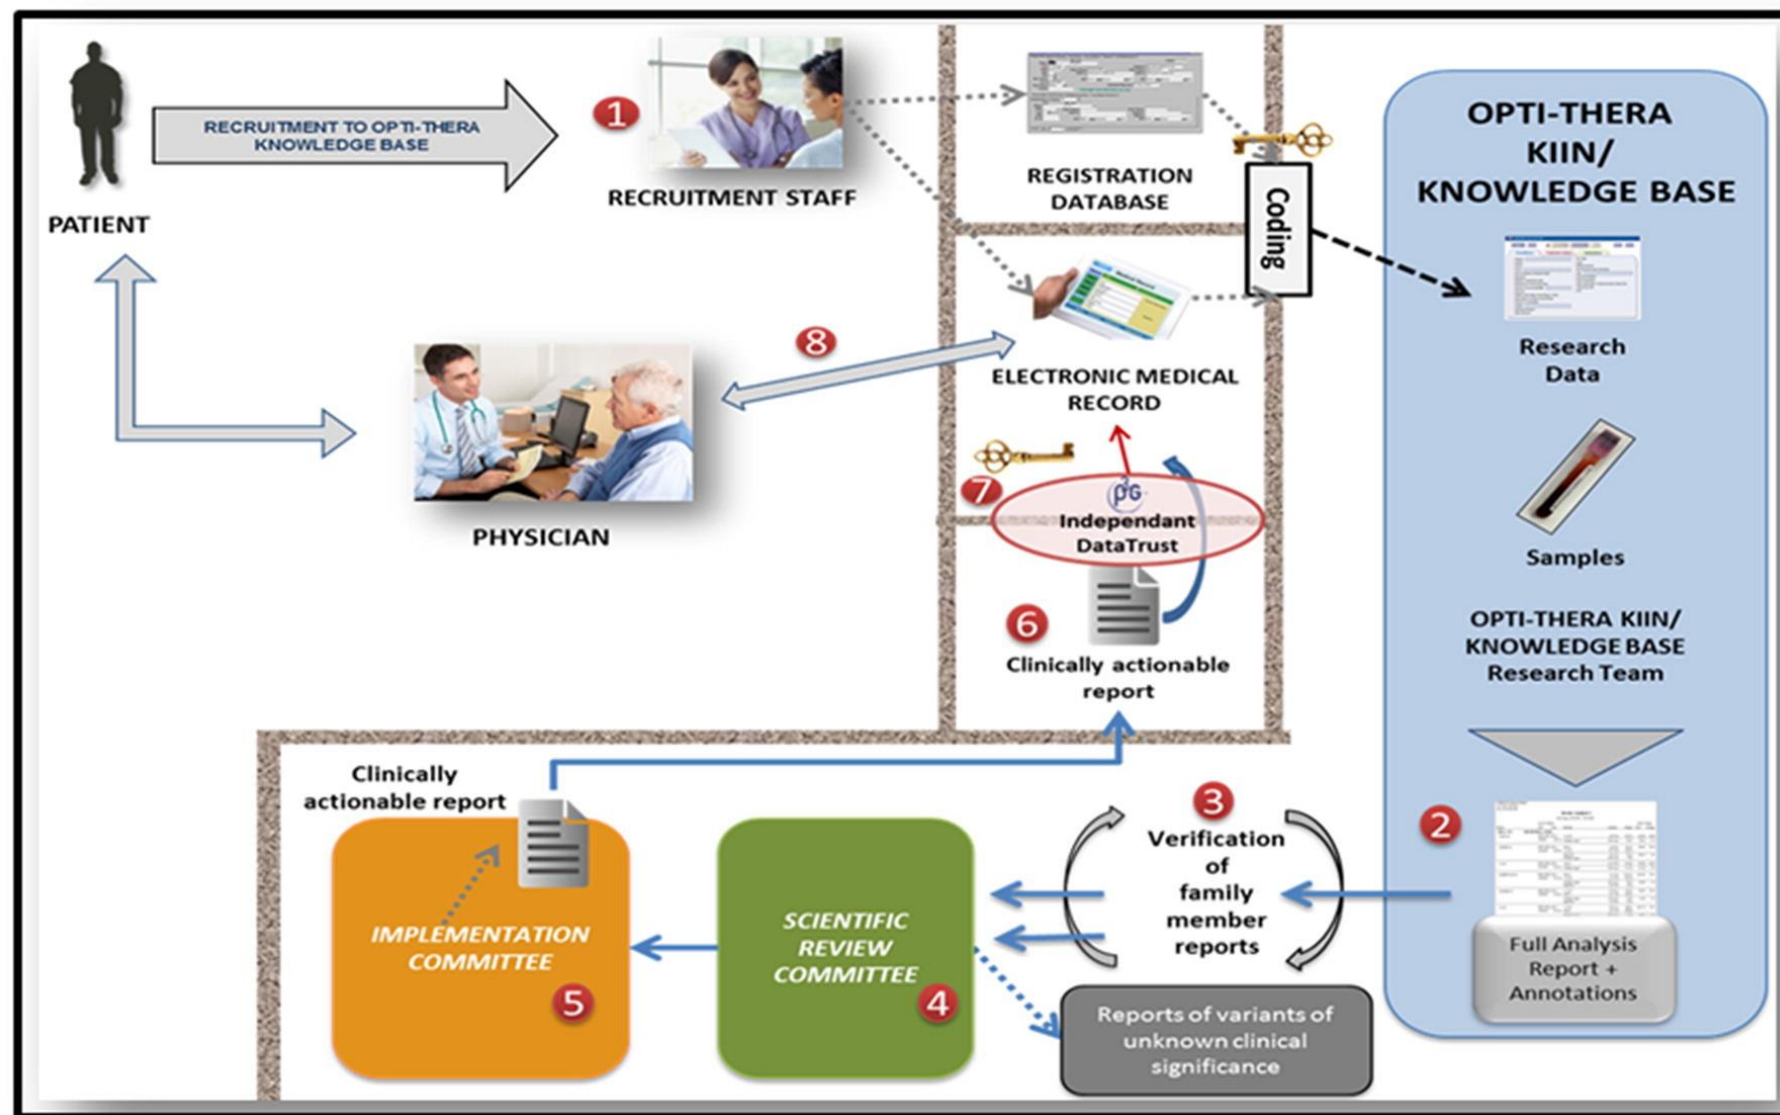 RECRUITMENT TO OPTI-THERA
KNOWLEDGE BASE
PATIENT
1
RECRUITMENT STAFF
REGISTRATION
DATABASE
Coding
OPTI-THERA
KIIN/
KNOWLEDGE BASE
Research
Data
Samples
OPTI-THERA KIIN/
KNOWLEDGE BASE
Research Team
8
ELECTRONIC MEDICAL
RECORD
PHYSICIAN
7
P3G
Independant
DataTrust
6
Clinically actionable
report
Clinically
actionable report
IMPLEMENTATION
COMMITTEE
5
SCIENTIFIC
REVIEW
COMMITTEE
4
3
Verification
of
family
member
reports
2
Full Analysis
Report +
Annotations
Reports of variants of
unknown clinical
significance